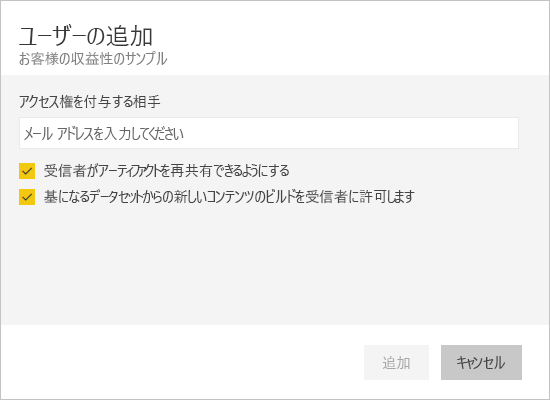 ユーザーの追加
お客様の収益性のサンプル
アクセス権を付与する相手
メール アドレスを入力してください
受信者がアーティファクトを再共有できるようにする
基になるデータセットからの新しいコンテンツのビルドを受信者に許可します
追加
キャンセル